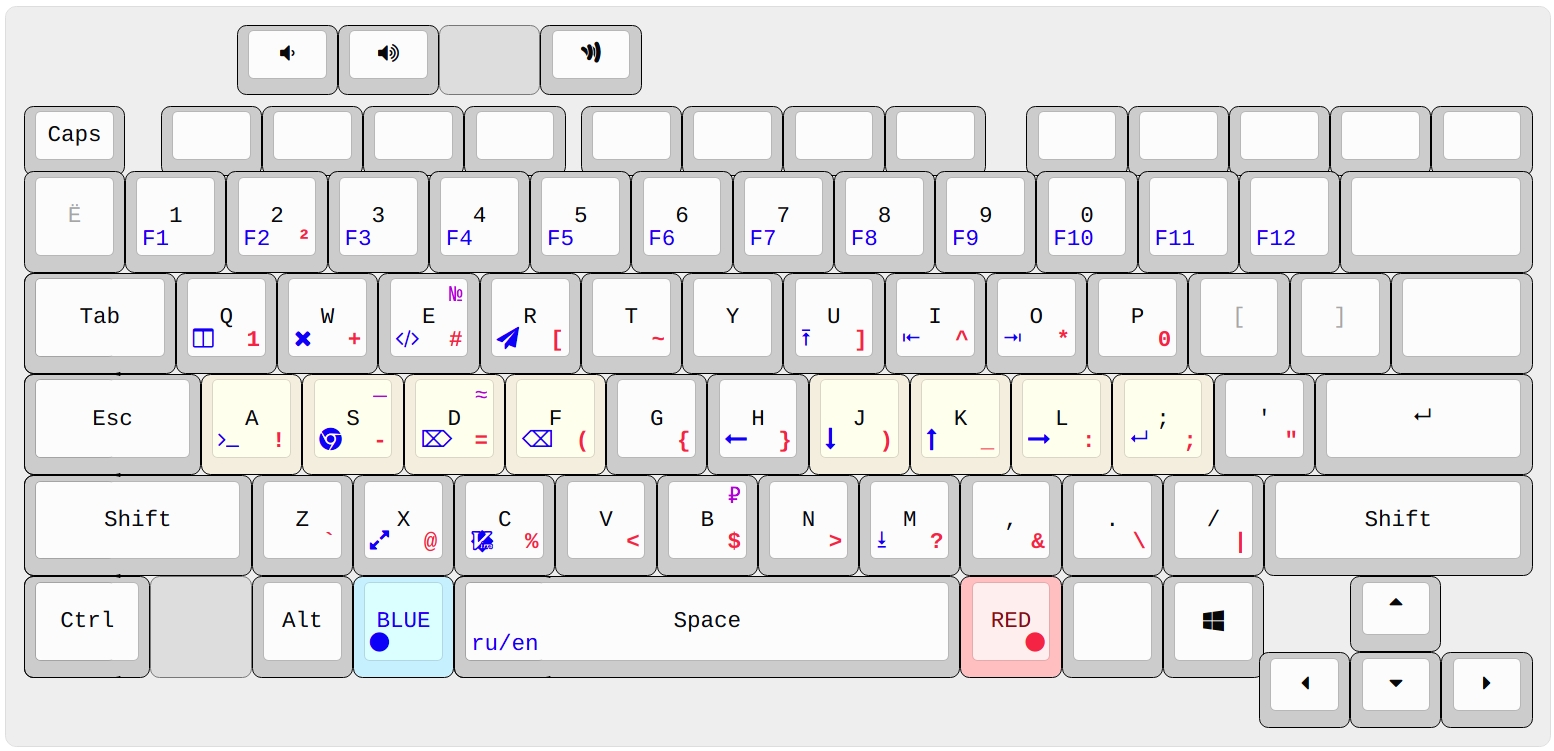 Caps
Ë 1 2 3 4 5 6 7 8 9 0
F1 F2 ² F3 F4 F5 F6 F7 F8 F9 F10 F11 F12
№
Tab Q W E R T Y U I O P [ ]
1 + </> # [ ~ ] ^ * 0
— ≈
Esc A S D F G H J K L ; '
>_ ! - = ( { } ) _ : ; "
₽
Shift Z X C V B N M , . / Shift
` @ % < $ > ? & \ |
Ctrl Alt BLUE Space RED
ru/en